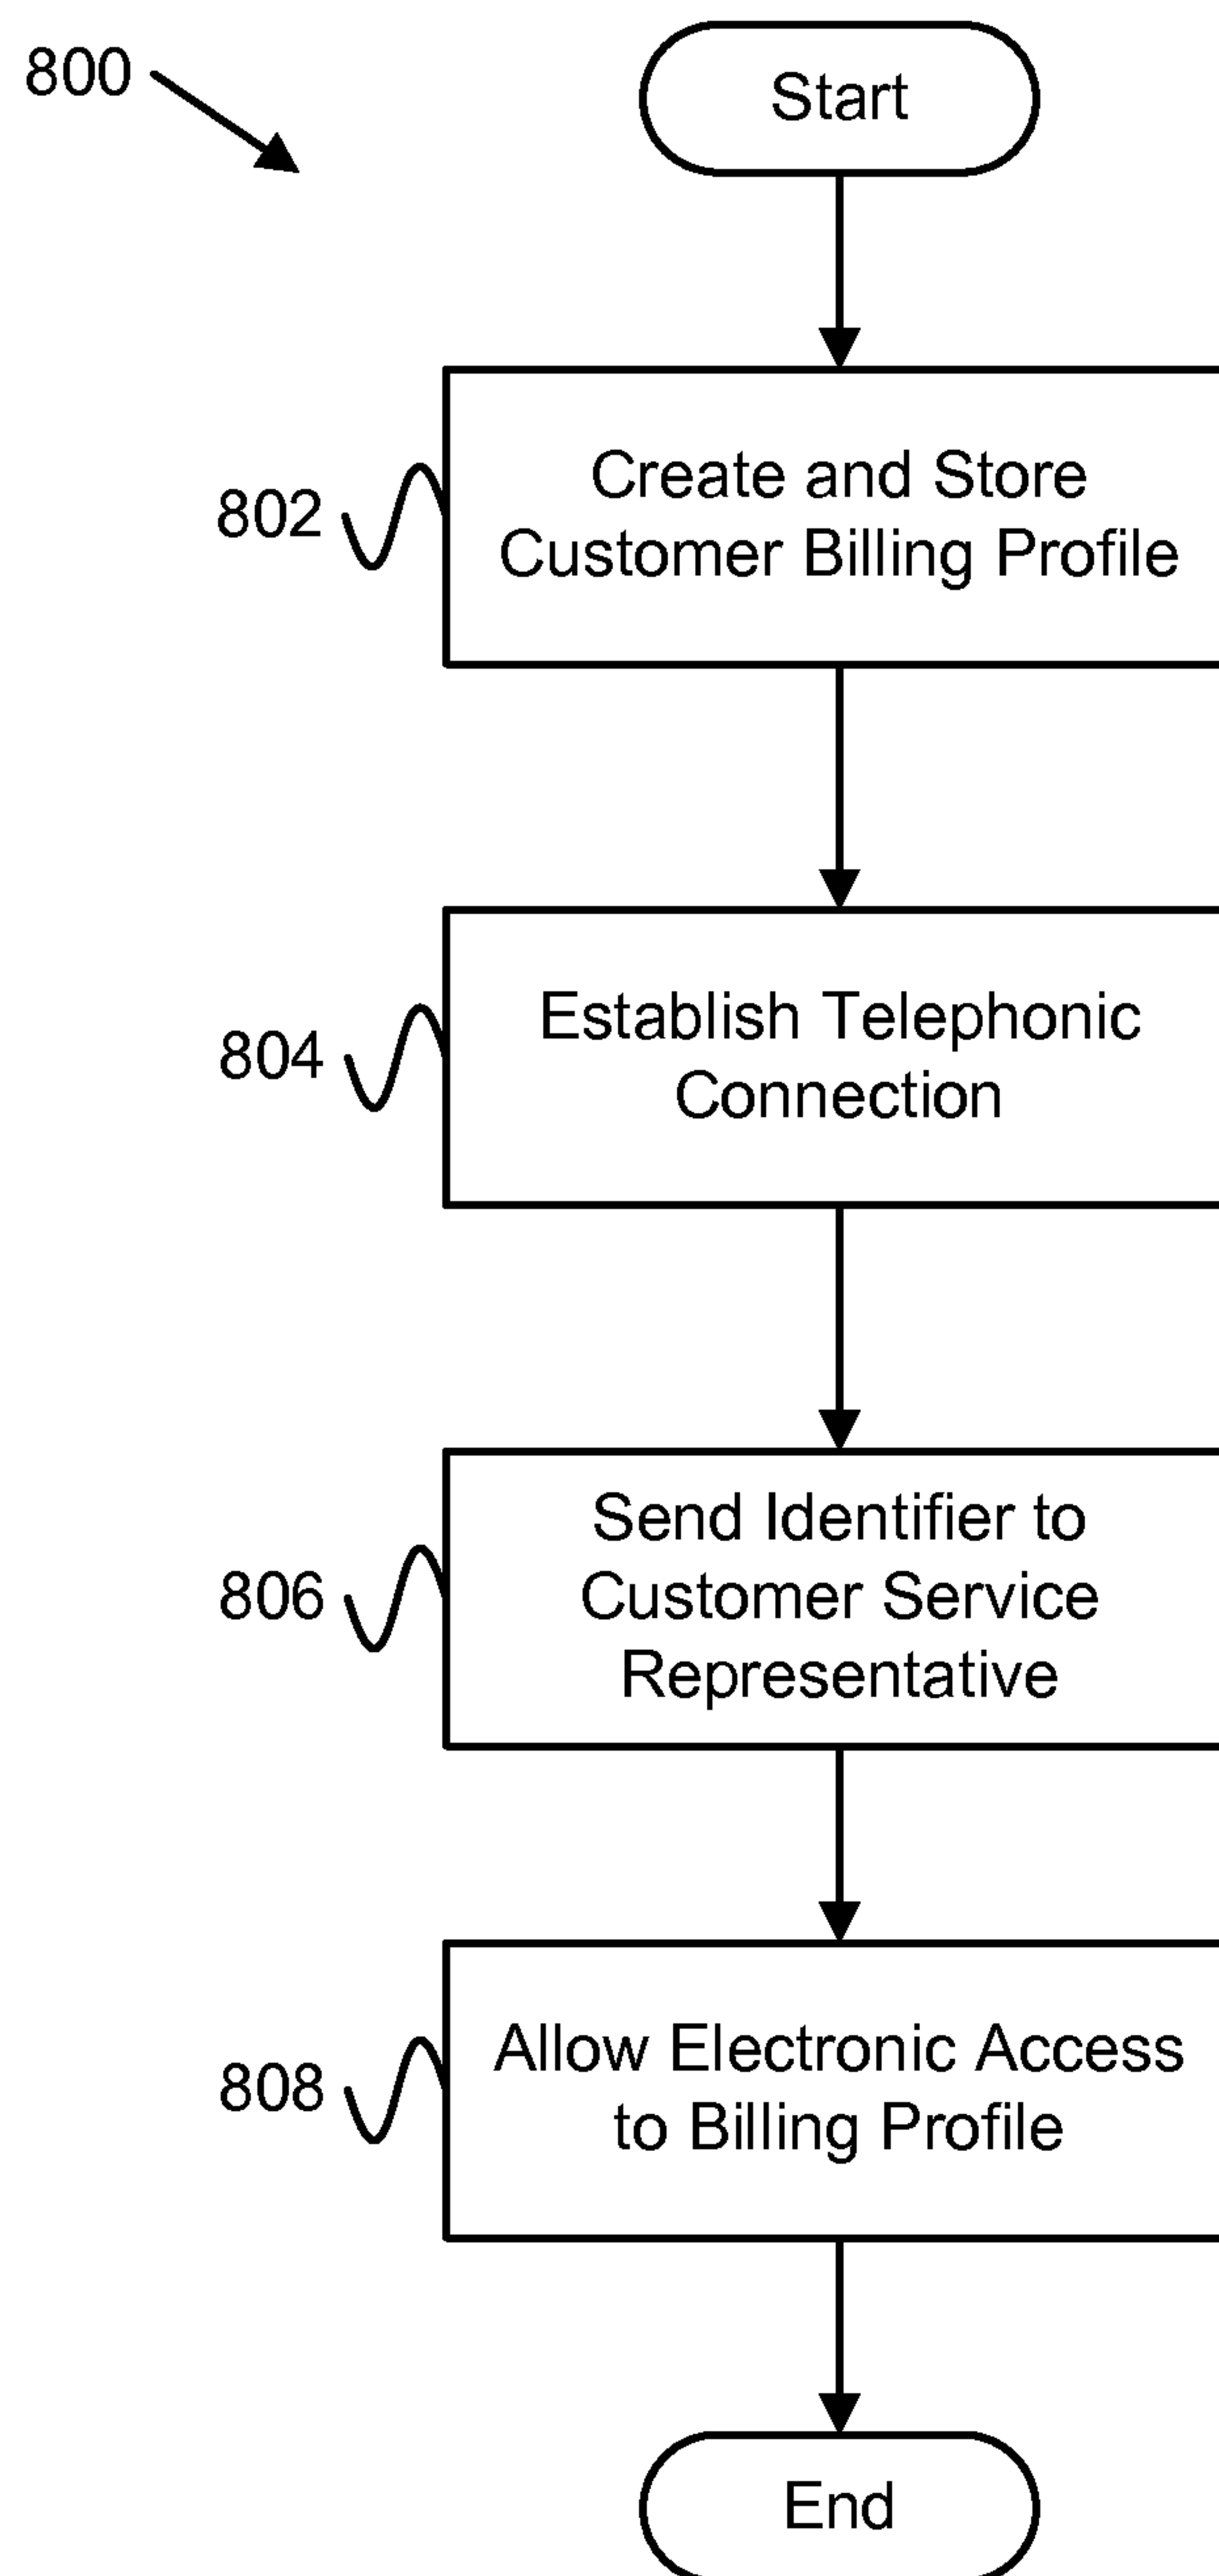 800
Start
802
Create and Store
Customer Billing Profile
804
Establish Telephonic
Connection
806
Send Identifier to
Customer Service
Representative
808
Allow Electronic Access
to Billing Profile
End